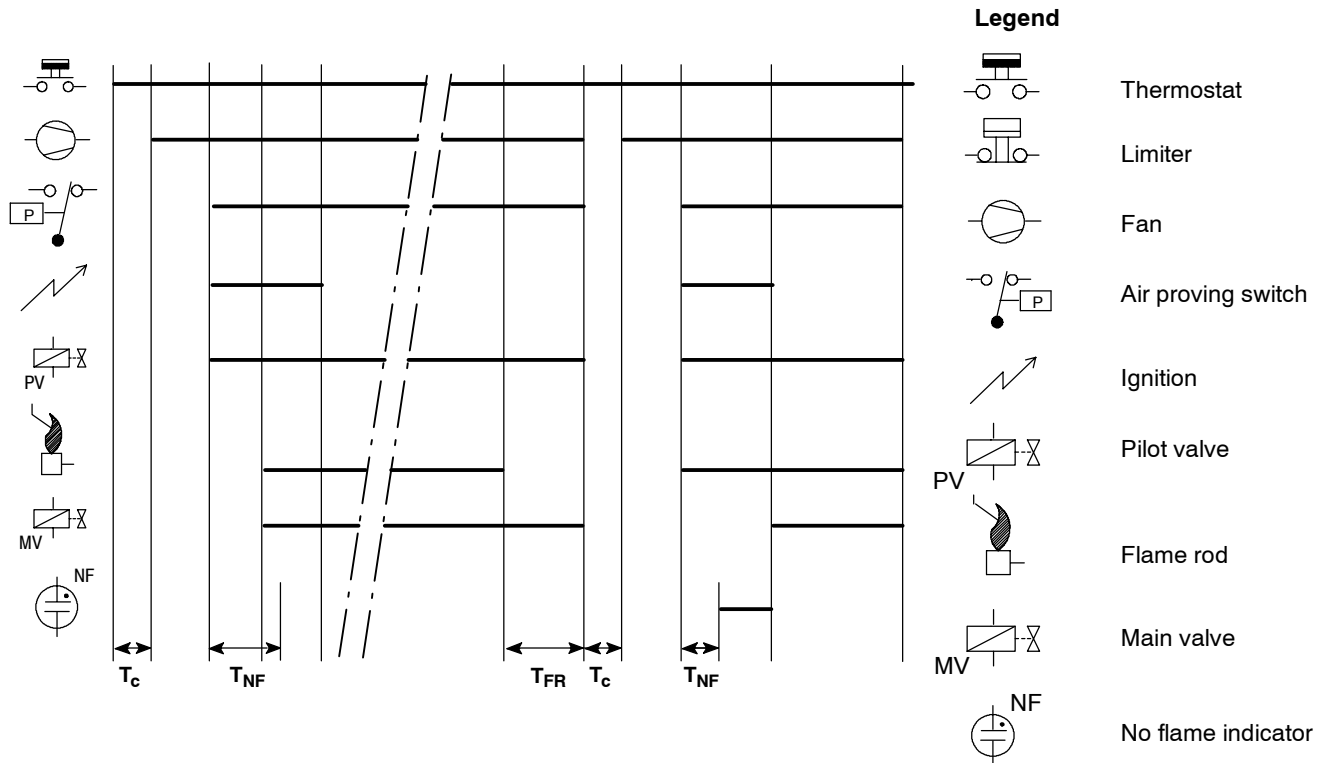 Legend
P
PV
MV
NF
Tc
TNF
TFR
Tc
TNF
Thermostat
Limiter
Fan
P
Air proving switch
Ignition
PV
Pilot valve
Flame rod
MV
Main valve
NF
No flame indicator